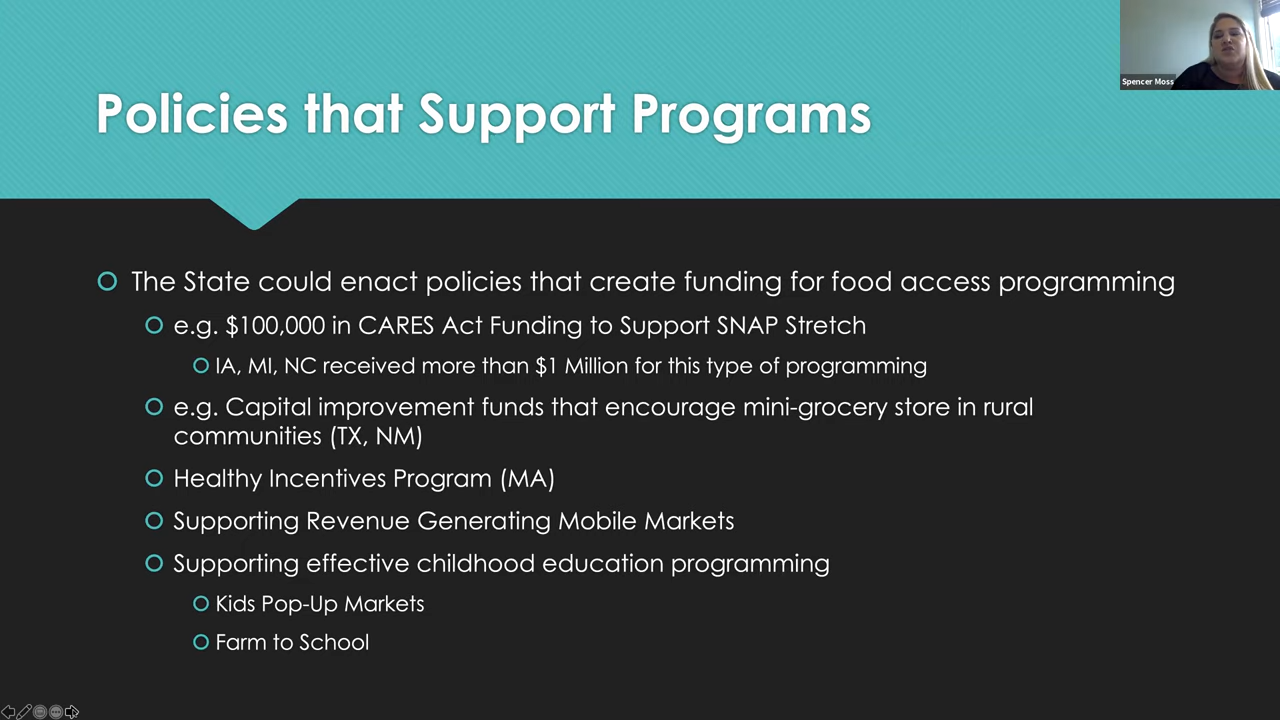 Spencer Moss
Policies that Support Programs
The State could enact policies that create funding for food access programming
e.g. $100,000 in CARES Act Funding to Support SNAP Stretch
IA, MI, NC received more than $1 Million for this type of programming
e.g. Capital improvement funds that encourage mini-grocery store in rural
communities (TX, NM)
Healthy Incentives Program (MA)
Supporting Revenue Generating Mobile Markets
Supporting effective childhood education programming
Kids Pop-Up Markets
Farm to School